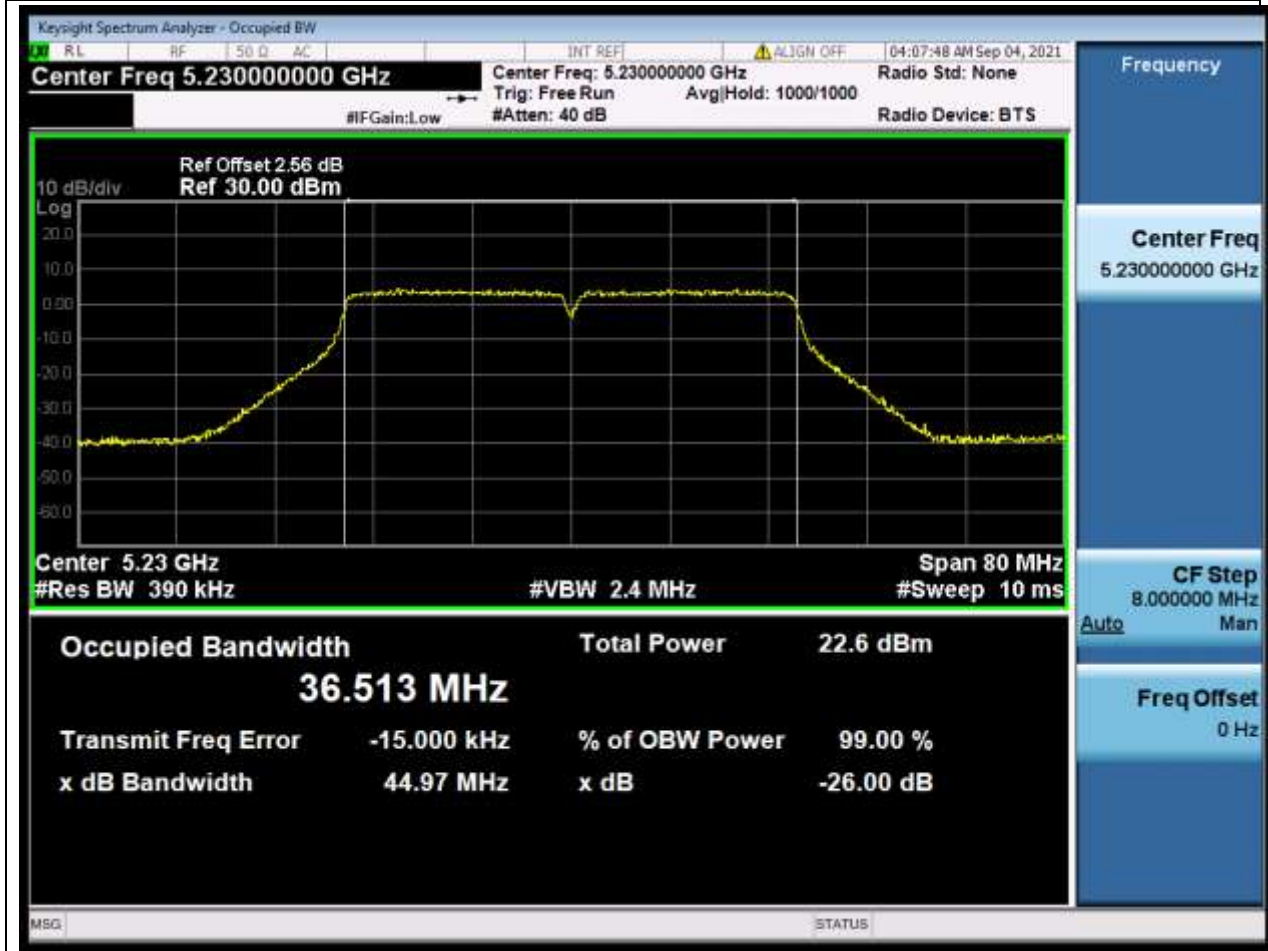 Keysight Spectrum Analyzer - Occupied BW
LXI RL RF 50 Ω AC INT REF ALIGN OFF 04:07:48 AM Sep 04, 2021
Center Freq 5.230000000 GHz
Center Freq: 5.230000000 GHz
Radio Std: None
Trig: Free Run Avg|Hold: 1000/1000
#IFGain:Low
#Atten: 40 dB
Radio Device: BTS
Ref Offset 2.56 dB
10 dB/div Ref 30.00 dBm
Log
20.0
10.0
0.00
-10.0
-20.0
-30.0
-40.0
-50.0
-60.0
Center 5.23 GHz Span 80 MHz
#Res BW 390 kHz #VBW 2.4 MHz #Sweep 10 ms
Occupied Bandwidth Total Power 22.6 dBm
36.513 MHz
Transmit Freq Error -15.000 kHz % of OBW Power 99.00 %
x dB Bandwidth 44.97 MHz x dB -26.00 dB
MSG STATUS
Frequency
Center Freq
5.230000000 GHz
CF Step
8.000000 MHz
Auto Man
Freq Offset
0 Hz